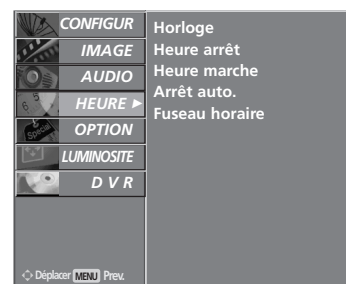 CONFIGUR
IMAGE
AUDIO
HEURE ►
OPTION
LUMINOSITE
D V R
Horloge
Heure arrêt
Heure marche
Arrêt auto.
Fuseau horaire
Déplacer MENU Prev.